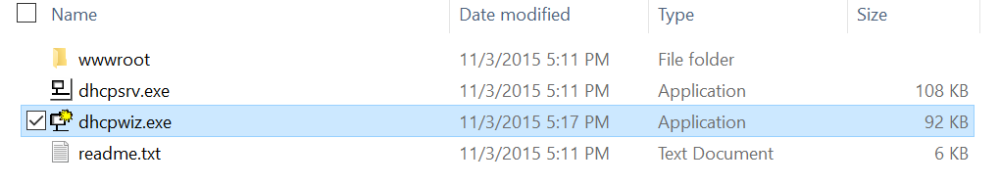 Name Date modified Type Size
wwwroot 11/3/2015 5:11 PM File folder
dhcpsrv.exe 11/3/2015 5:11 PM Application 108 KB
dhcpwiz.exe 11/3/2015 5:17 PM Application 92 KB
readme.txt 11/3/2015 5:11 PM Text Document 6 KB